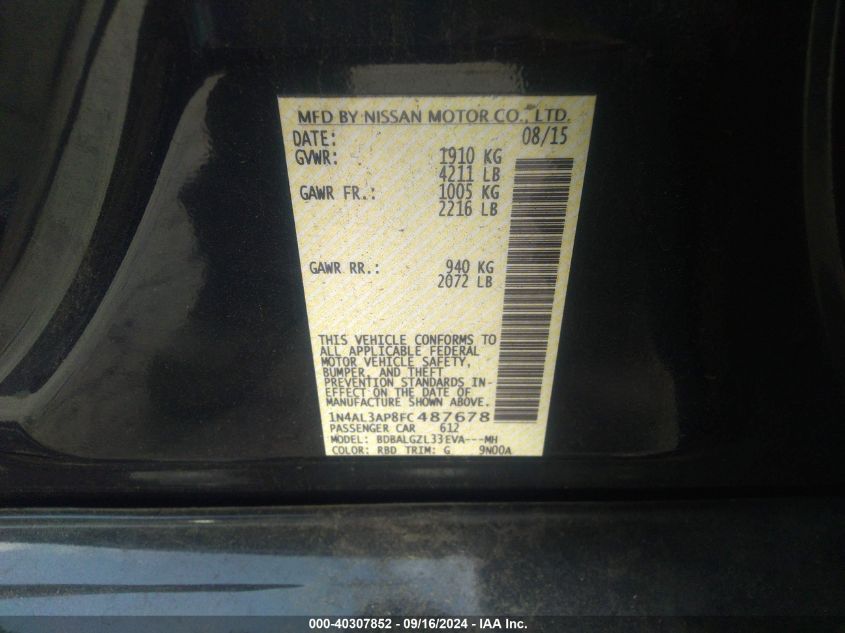 MFD BY NISSAN MOTOR CO., LTD.
DATE: 08/15
GVWR: 1910 KG
4211 LB
GAWR FR.: 1005 KG
2216 LB
GAWR RR.: 940 KG
2072 LB
THIS VEHICLE CONFORMS TO
ALL APPLICABLE FEDERAL
MOTOR VEHICLE SAFETY,
BUMPER, AND THEFT
PREVENTION STANDARDS IN-
EFFECT ON THE DATE OF
MANUFACTURE SHOWN ABOVE.
1N4AL3AP8FC487678
PASSENGER CAR 612
MODEL: BDBALGZL33EVA---MH
COLOR: RBD TRIM: G 9N00A
000-40307852 - 09/16/2024 - IAA Inc.